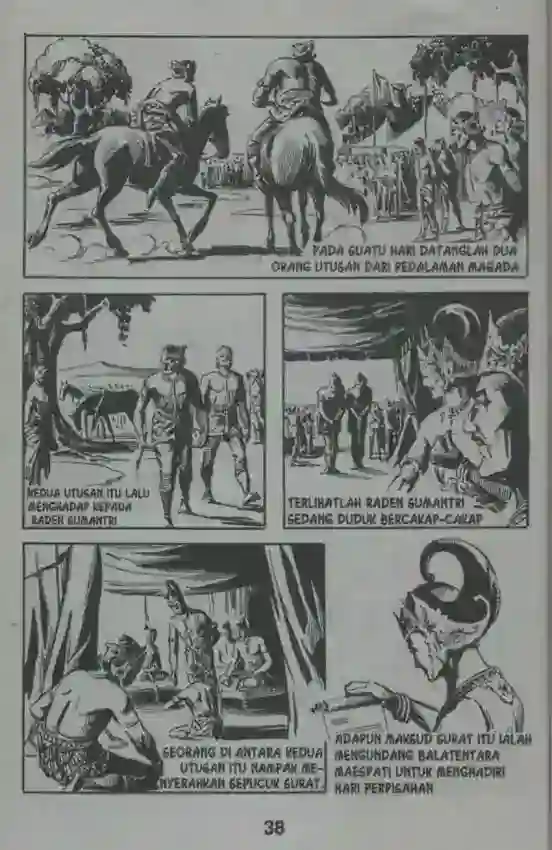 PADA SUATU HARI DATANGLAH DUA
ORANG UTUSAN DARI PEDALAMAN MAGADA
KEDUA UTUSAN ITU LALU
MENGHADAP KEPADA
RADEN SUMANTRI
TERLIHATLAH RADEN SUMANTRI
SEDANG DUDUK BERCAKAP-CAKAP
SEORANG DI ANTARA KEDUA
UTUSAN ITU NAMPAK ME-
NYERAHKAN SEPUCUK SURAT.
ADAPUN MAKSUD SURAT ITU IALAH
MENGUNDANG BALATENTARA
MAESPATI UNTUK MENGHADIRI
HARI PERPISAHAN
38